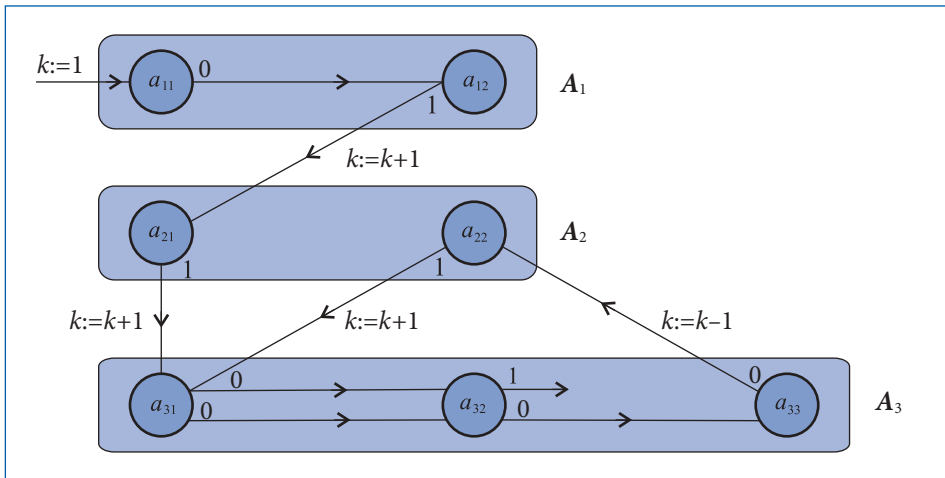 k:=1
a₁₁ 0 a₁₂ A₁
1
k:=k+1
a₂₁ a₂₂ A₂
1 1
k:=k+1 k:=k+1 k:=k–1
0 1 0
a₃₁ a₃₂ a₃₃ A₃
0 0